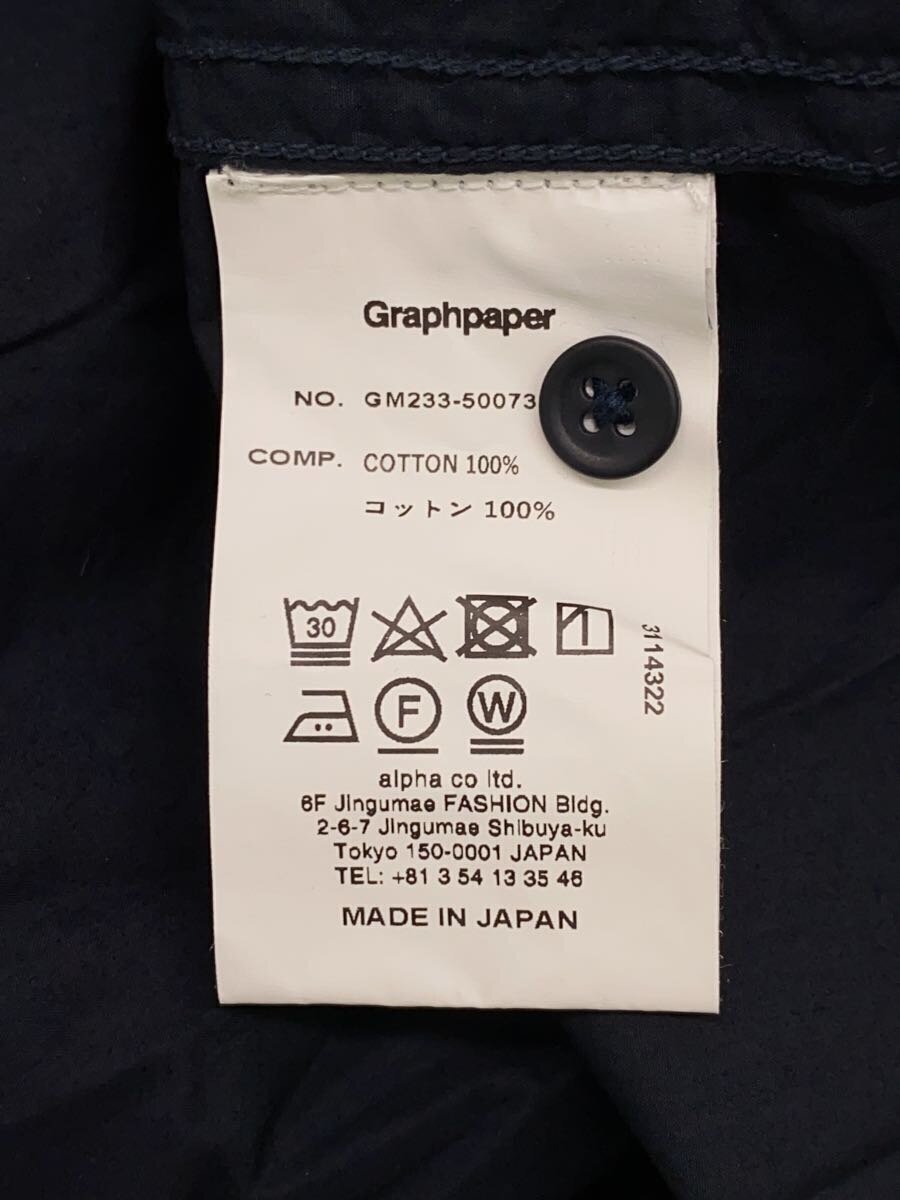 Graphpaper
NO. GM233-50073
COMP. COTTON 100%
コットン 100%
30
3114322
F
W
alpha co ltd.
6F Jingumae FASHION Bldg.
2-6-7 Jingumae Shibuya-ku
Tokyo 150-0001 JAPAN
TEL: +81 3 54 13 35 46
MADE IN JAPAN